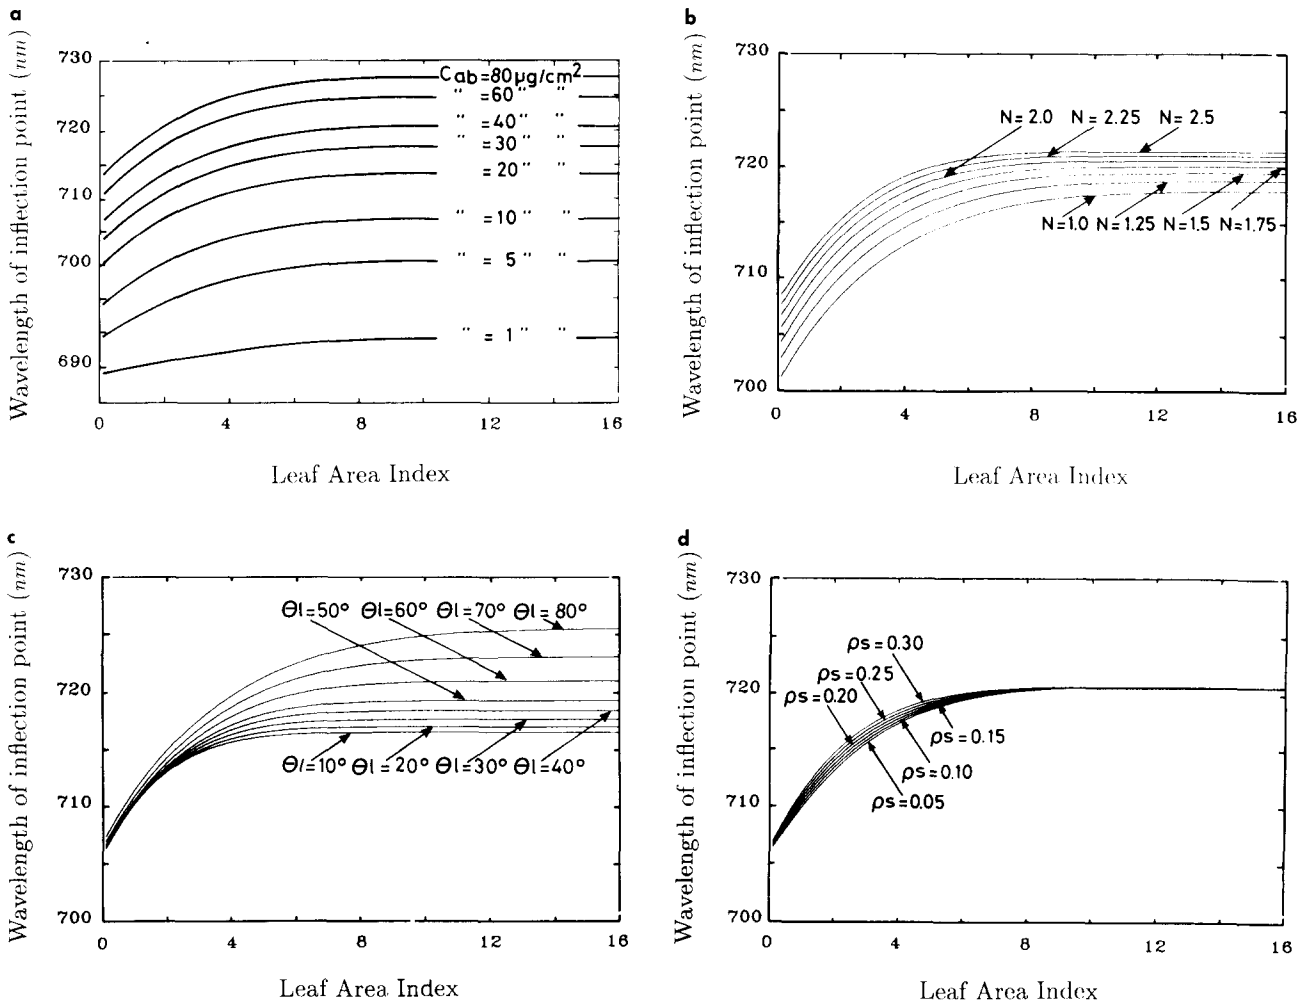 a
Wavelength of inflection point (nm)
730
720
710
700
690
Cab=80µg/cm²
" =60 " "
" =40 " "
" =30 " "
" =20 " "
" =10 " "
" = 5 " "
" = 1 " "
0 4 8 12 16
Leaf Area Index
b
Wavelength of inflection point (nm)
730
720
710
700
N=2.0 N=2.25 N=2.5
N=1.0 N=1.25 N=1.5 N=1.75
0 4 8 12 16
Leaf Area Index
c
Wavelength of inflection point (nm)
730
720
710
700
Θl=50° Θl=60° Θl=70° Θl=80°
Θl=10° Θl=20° Θl=30° Θl=40°
0 4 8 12 16
Leaf Area Index
d
Wavelength of inflection point (nm)
730
720
710
700
ρs=0.30
ρs=0.25
ρs=0.20
ρs=0.15
ρs=0.10
ρs=0.05
0 4 8 12 16
Leaf Area Index